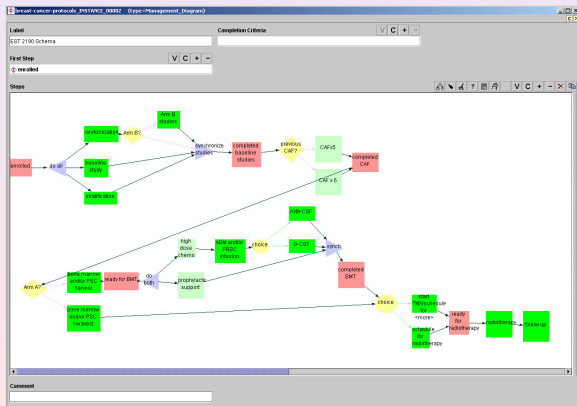 breast-cancer-protocols_INSTANCE_00002 (type=Management_Diagram)
Label
Completion Criteria
V C + -
EST 2190 Schema
First Step
V C + -
enrolled
Steps
? V C + -
Arm B
studies
randomization
Arm B?
enrolled
do all
baseline
study
stratification
synchronize
studies
completed
baseline
studies
previous
CAF?
CAFx5
CAF x 6
completed
CAF
Arm A?
bone marrow
and/or PSC
harvest
ready for BMT
do
both
high
dose
chemo
prophylactic
support
ABM and/or
PBSC
infusion
choice
G-CSF
synch.
completed
BMT
bone marrow
and/or PBC
harvest
choice
start
for
<more>
schedule
for
radiotherapy
ready
for
radiotherapy
radiotherapy
follow up
Comment